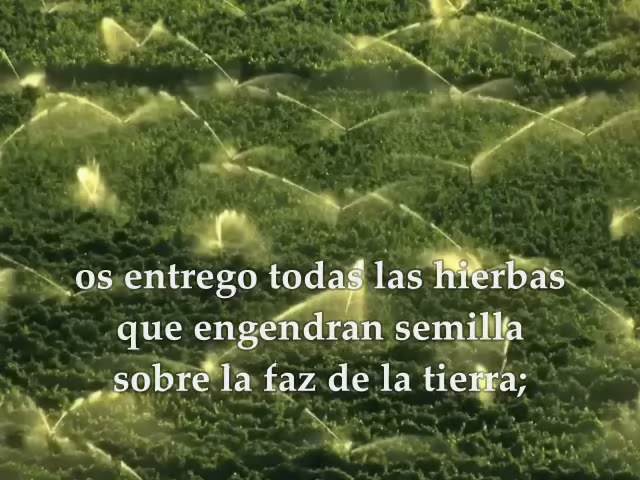 os entrego todas las hierbas
que engendran semilla
sobre la faz de la tierra;